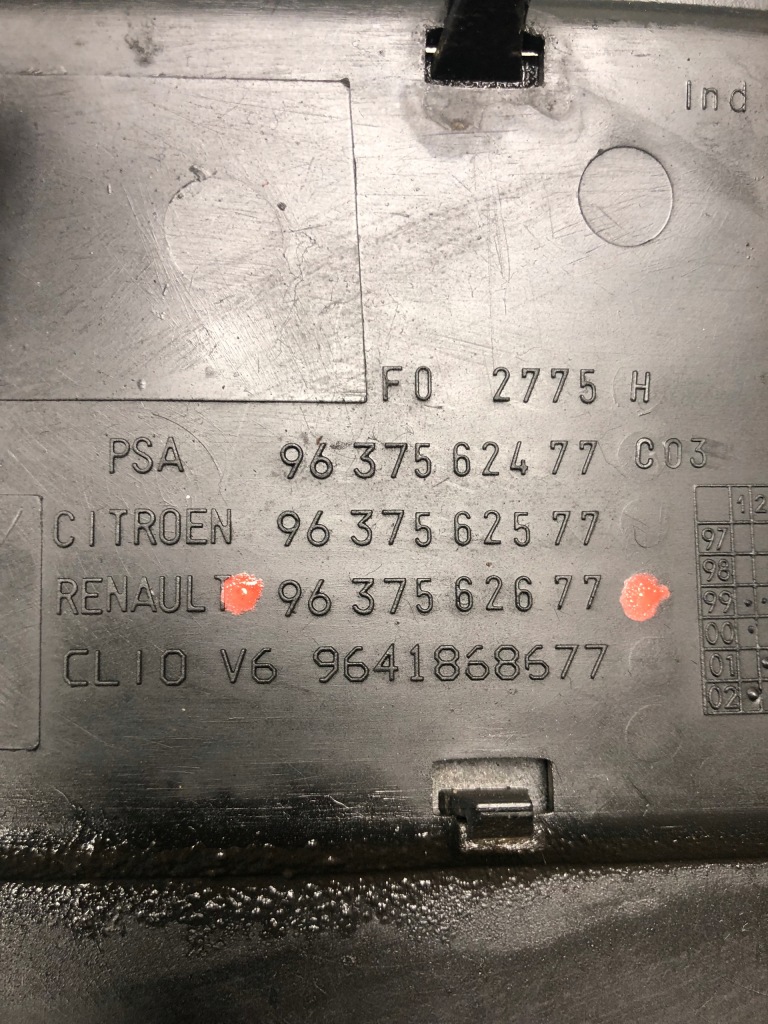 Ind
FO 2775 H
PSA 96 375 624 77 C03
CITROEN 96 375 625 77
RENAULT 96 375 626 77
CLIO V6 9641868677
1 2
97
98
99
00
01
02